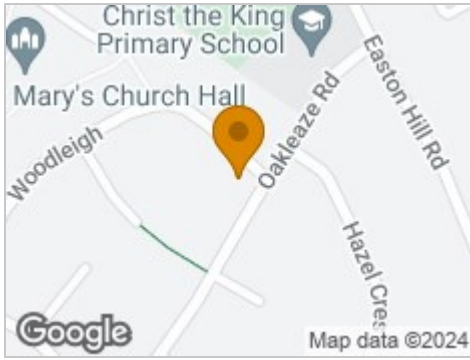 Christ the King
Primary School
Mary's Church Hall
Woodleigh
Oakleaze Rd
Easton Hill Rd
Hazel Cres
Google
Map data ©2024